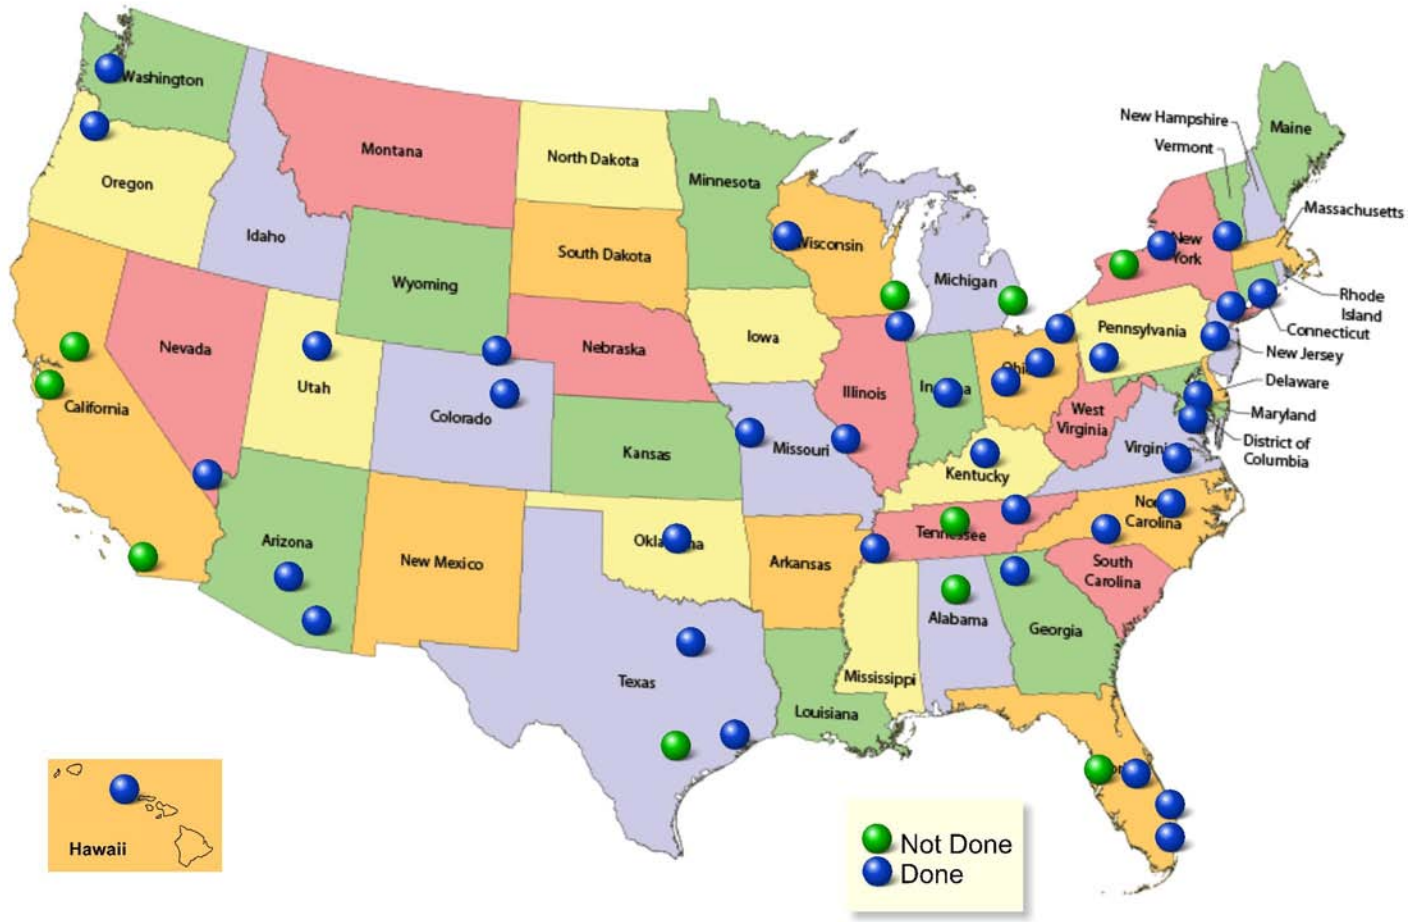 Washington
Montana
North Dakota
Minnesota
New Hampshire
Vermont
Maine
Massachusetts
Oregon
Idaho
South Dakota
Wisconsin
New
York
Wyoming
Michigan
Rhode
Island
Connecticut
Nevada
Nebraska
Iowa
Pennsylvania
New Jersey
Utah
Illinois
Delaware
California
Colorado
West
Virginia
Maryland
Kansas
Missouri
Kentucky
District of
Columbia
Arizona
New Mexico
Arkansas
Tennessee
Carolina
South
Carolina
Alabama
Georgia
Texas
Mississippi
Louisiana
Hawaii
Not Done
Done